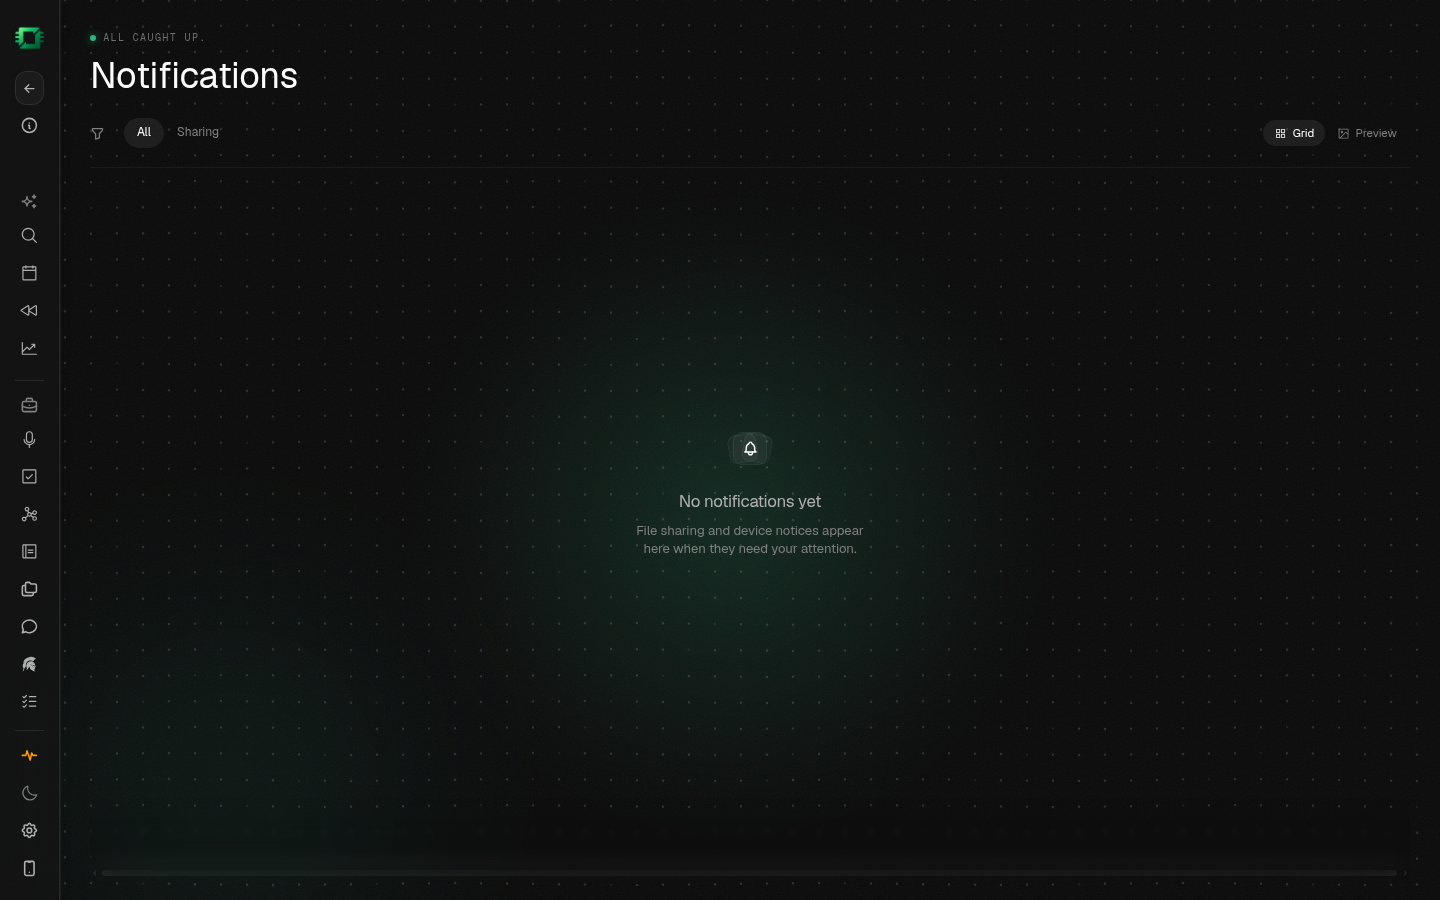 ALL CAUGHT UP.
Notifications
All
Sharing
Grid
Preview
No notifications yet
File sharing and device notices appear
here when they need your attention.